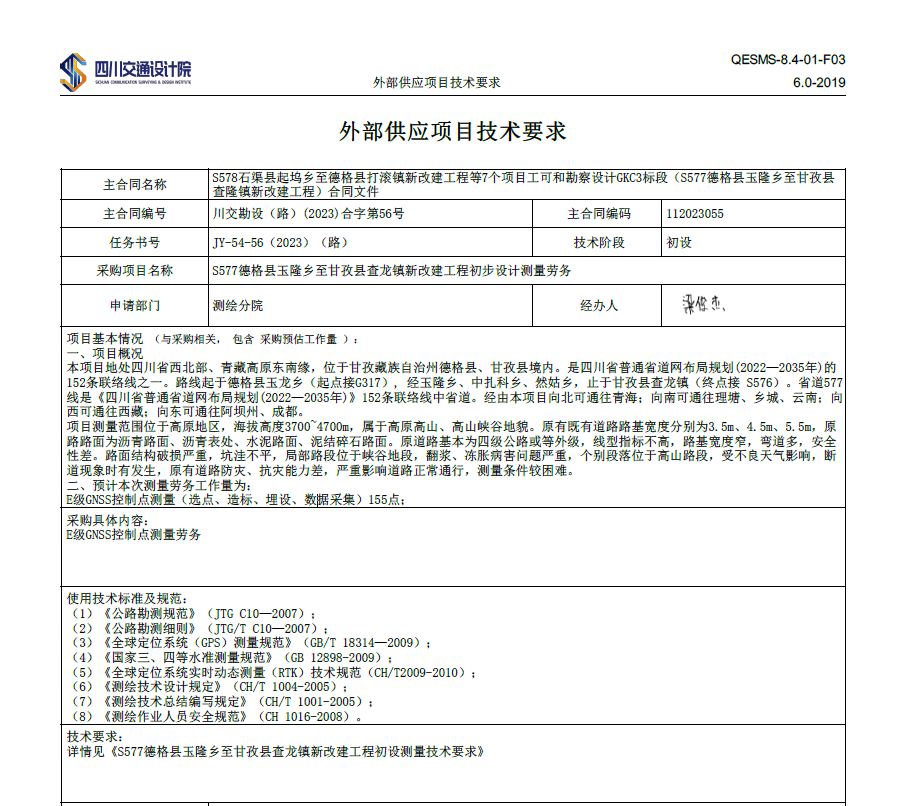 四川交通设计院
SICHUAN COMMUNICATION SURVEYING & DESIGN INSTITUTE
外部供应项目技术要求
QESMS-8.4-01-F03
6.0-2019
外部供应项目技术要求
主合同名称
S578石渠县起坞乡至德格县打滚镇新改建工程等7个项目工可和勘察设计GKC3标段（S577德格县玉隆乡至甘孜县
查隆镇新改建工程）合同文件
主合同编号
川交勘设（路）(2023)合字第56号
主合同编码
112023055
任务书号
JY-54-56（2023）（路）
技术阶段
初设
采购项目名称
S577德格县玉隆乡至甘孜县查龙镇新改建工程初步设计测量劳务
申请部门
测绘分院
经办人
项目基本情况 （与采购相关， 包含 采购预估工作量 ）：
一、项目概况
本项目地处四川省西北部、青藏高原东南缘，位于甘孜藏族自治州德格县、甘孜县境内。是四川省普通省道网布局规划(2022—2035年)的
152条联络线之一。路线起于德格县玉龙乡（起点接G317），经玉隆乡、中扎科乡、然姑乡，止于甘孜县查龙镇（终点接 S576）。省道577
线是《四川省普通省道网布局规划(2022—2035年)》152条联络线中省道。经由本项目向北可通往青海；向南可通往理塘、乡城、云南；向
西可通往西藏；向东可通往阿坝州、成都。
项目测量范围位于高原地区，海拔高度3700~4700m，属于高原高山、高山峡谷地貌。原有既有道路路基宽度分别为3.5m、4.5m、5.5m，原
路路面为沥青路面、沥青表处、水泥路面、泥结碎石路面。原道路基本为四级公路或等外级，线型指标不高，路基宽度窄，弯道多，安全
性差。路面结构破损严重，坑洼不平，局部路段位于峡谷地段，翻浆、冻胀病害问题严重，个别段落位于高山路段，受不良天气影响，断
道现象时有发生，原有道路防灾、抗灾能力差，严重影响道路正常通行，测量条件较困难。
二、预计本次测量劳务工作量为：
E级GNSS控制点测量（选点、造标、埋设、数据采集）155点；
采购具体内容：
E级GNSS控制点测量劳务
使用技术标准及规范：
（1）《公路勘测规范》（JTG C10—2007）；
（2）《公路勘测细则》（JTG/T C10—2007）；
（3）《全球定位系统（GPS）测量规范》（GB/T 18314—2009）；
（4）《国家三、四等水准测量规范》（GB 12898-2009）；
（5）《全球定位系统实时动态测量（RTK）技术规范（CH/T2009-2010）；
（6）《测绘技术设计规定》（CH/T 1004-2005）；
（7）《测绘技术总结编写规定》（CH/T 1001-2005）；
（8）《测绘作业人员安全规范》（CH 1016-2008）。
技术要求：
详情见《S577德格县玉隆乡至甘孜县查龙镇新改建工程初设测量技术要求》